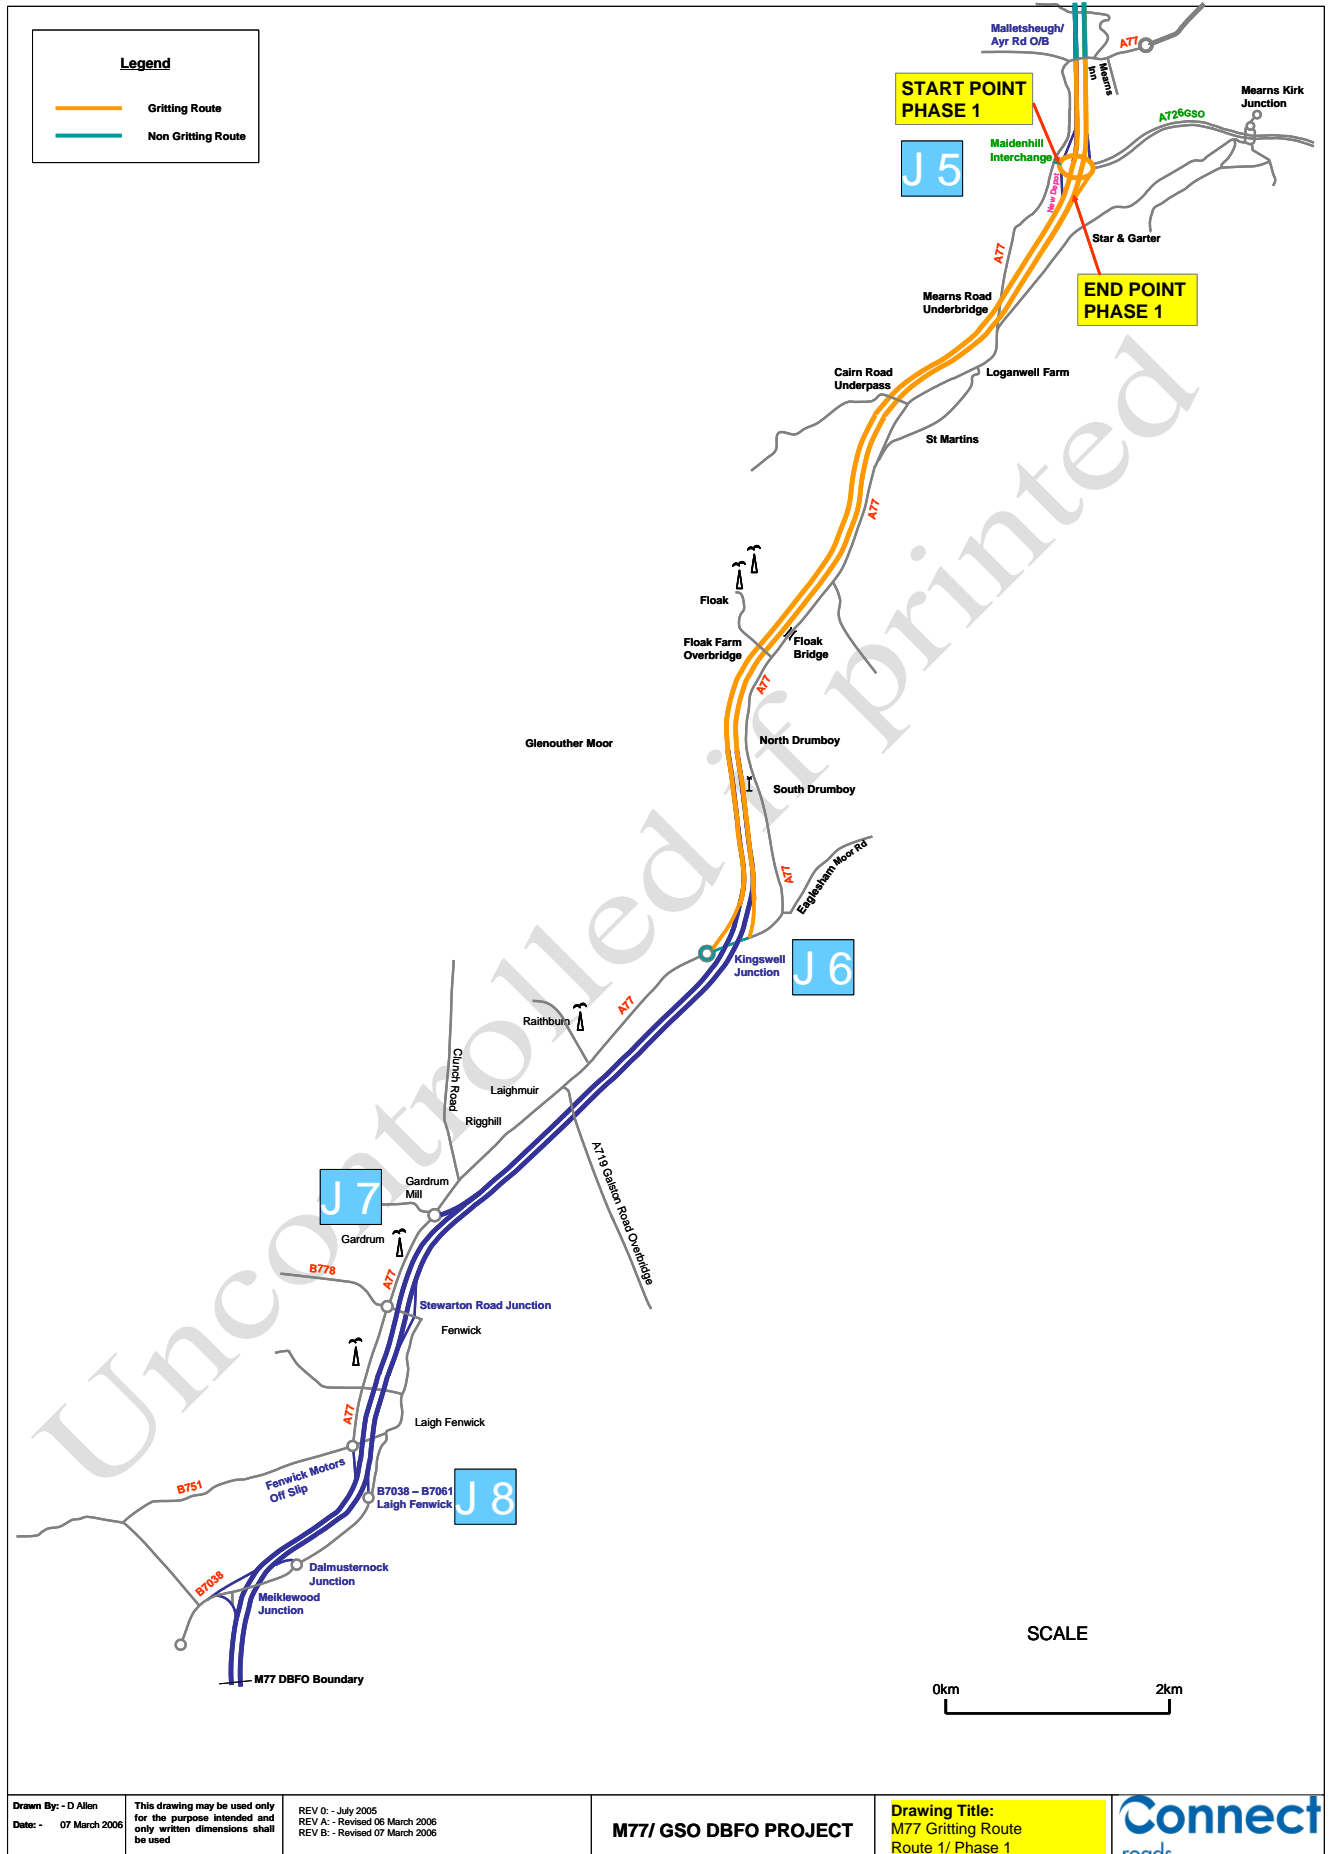 Legend
Gritting Route
Non Gritting Route
Malletsheugh/
Ayr Rd O/B
A77
Mearns
Inn
START POINT
PHASE 1
Mearns Kirk
Junction
A726GSO
Maidenhill
Interchange
J 5
New Depot
Star & Garter
A77
END POINT
PHASE 1
Mearns Road
Underbridge
Cairn Road
Underpass
Loganwell Farm
St Martins
A77
Floak
Floak Farm
Overbridge
Floak
Bridge
A77
Glenouther Moor
North Drumboy
South Drumboy
A77
Eaglesham Moor Rd
Kingswell
Junction
J 6
A77
Raithburn
Clunch Road
Laighmuir
Rigghill
A719 Galston Road Overbridge
J 7
Gardrum
Mill
Gardrum
B778
A77
Stewarton Road Junction
Fenwick
A77
Laigh Fenwick
B751
Fenwick Motors
Off Slip
B7038 – B7061
Laigh Fenwick
J 8
Dalmusternock
Junction
B7038
Meiklewood
Junction
M77 DBFO Boundary
Uncontrolled if printed
SCALE
0km 2km
Drawn By: - D Allen
Date: - 07 March 2006
This drawing may be used only
for the purpose intended and
only written dimensions shall
be used
REV 0: - July 2005
REV A: - Revised 06 March 2006
REV B: - Revised 07 March 2006
M77/ GSO DBFO PROJECT
Drawing Title:
M77 Gritting Route
Route 1/ Phase 1
Connect
roads